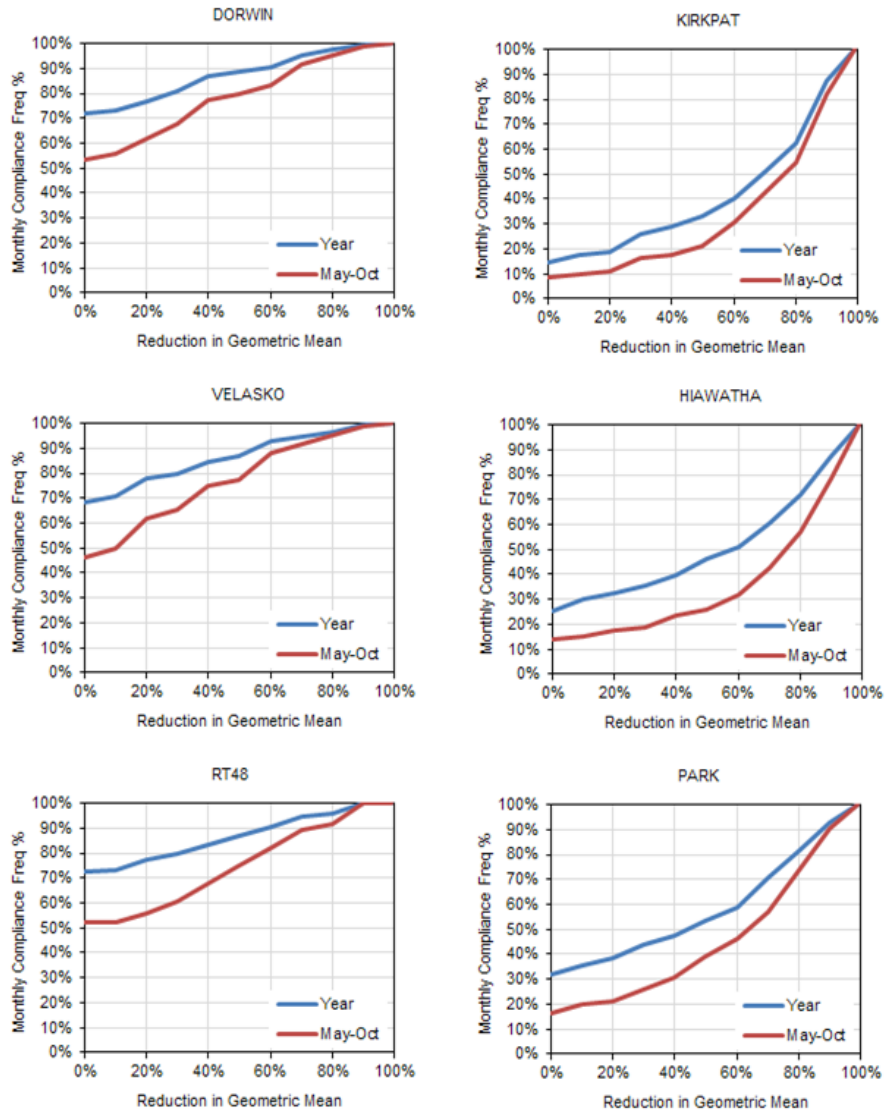 DORWIN
Monthly Compliance Freq %
100%
90%
80%
70%
60%
50%
40%
30%
20%
10%
0%
Year
May-Oct
0% 20% 40% 60% 80% 100%
Reduction in Geometric Mean
KIRKPAT
Monthly Compliance Freq %
100%
90%
80%
70%
60%
50%
40%
30%
20%
10%
0%
Year
May-Oct
0% 20% 40% 60% 80% 100%
Reduction in Geometric Mean
VELASKO
Monthly Compliance Freq %
100%
90%
80%
70%
60%
50%
40%
30%
20%
10%
0%
Year
May-Oct
0% 20% 40% 60% 80% 100%
Reduction in Geometric Mean
HIAWATHA
Monthly Compliance Freq %
100%
90%
80%
70%
60%
50%
40%
30%
20%
10%
0%
Year
May-Oct
0% 20% 40% 60% 80% 100%
Reduction in Geometric Mean
RT48
Monthly Compliance Freq %
100%
90%
80%
70%
60%
50%
40%
30%
20%
10%
0%
Year
May-Oct
0% 20% 40% 60% 80% 100%
Reduction in Geometric Mean
PARK
Monthly Compliance Freq %
100%
90%
80%
70%
60%
50%
40%
30%
20%
10%
0%
Year
May-Oct
0% 20% 40% 60% 80% 100%
Reduction in Geometric Mean